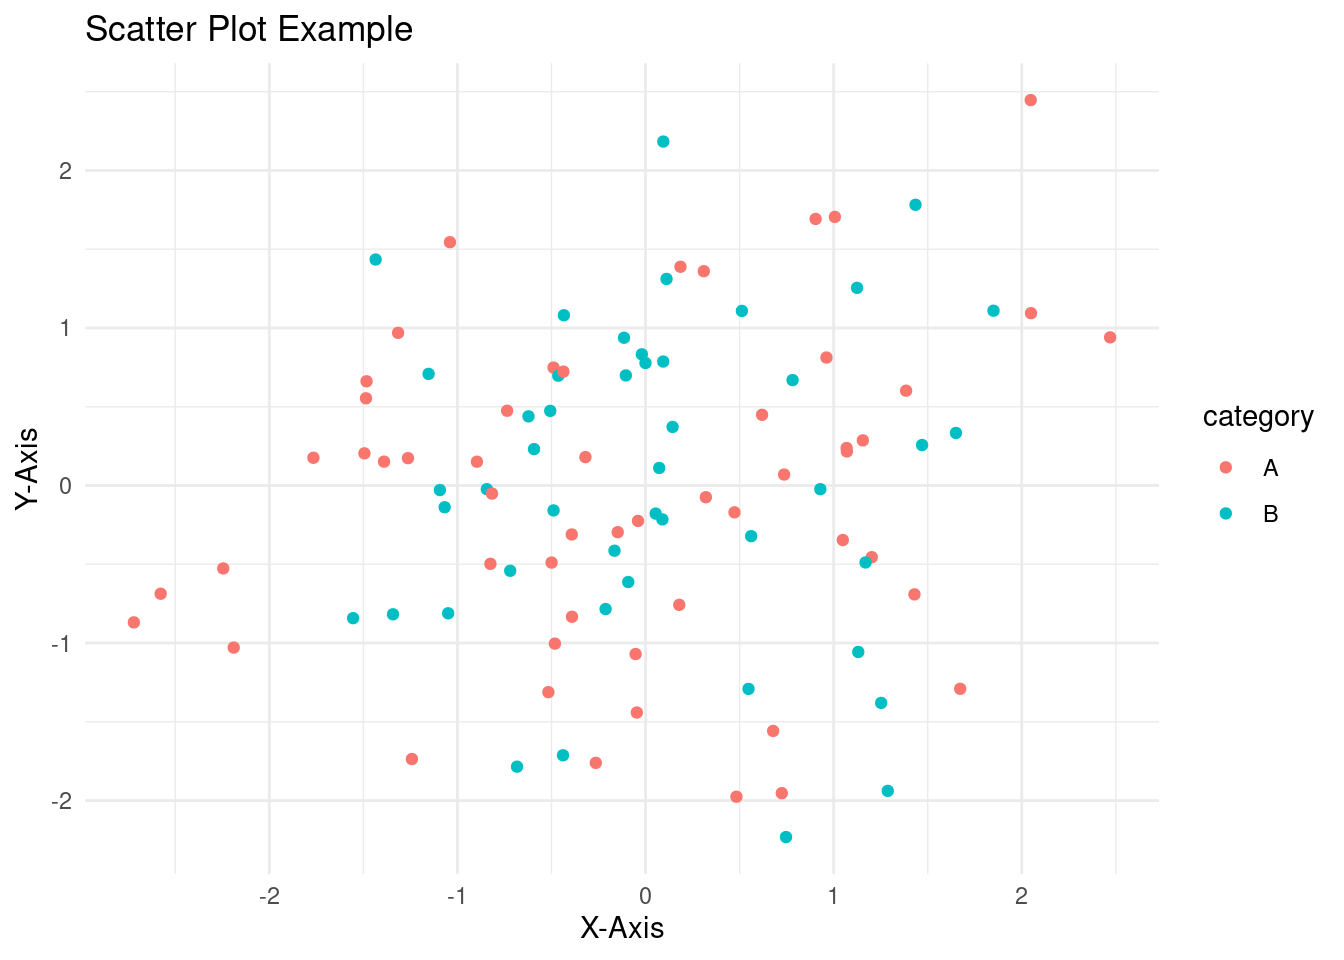 Scatter Plot Example
Y-Axis
2
1
0
-1
-2
-2 -1 0 1 2
X-Axis
category
A
B